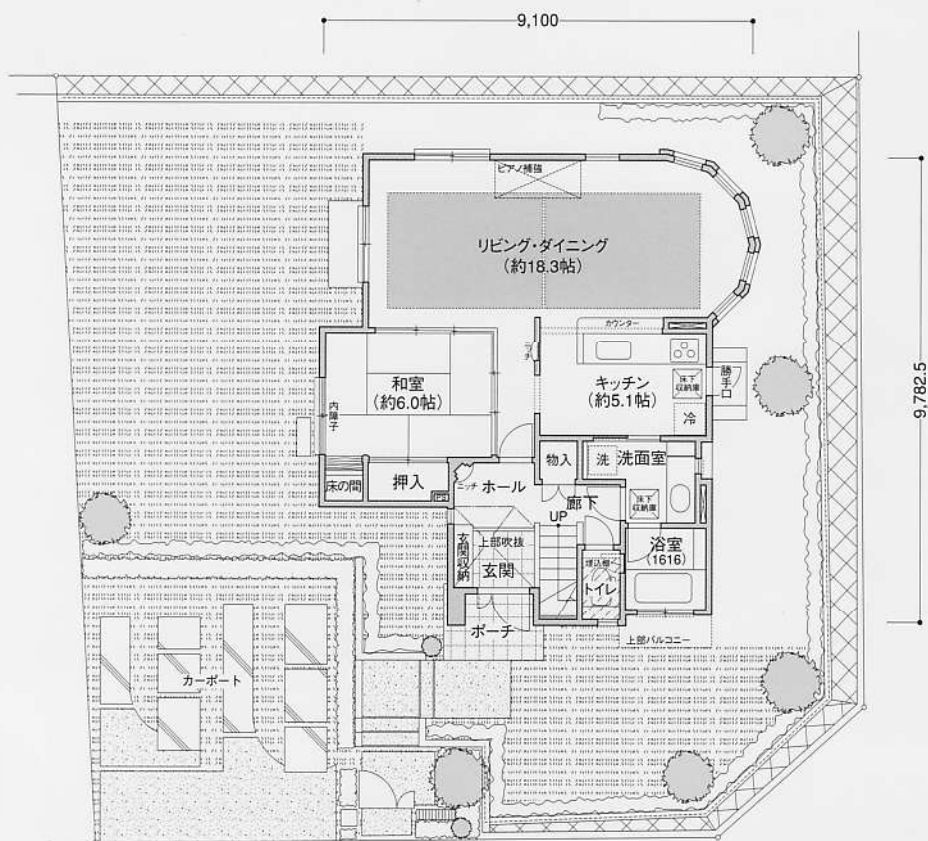 9,100
9,782.5
ピアノ補強
リビング・ダイニング
(約18.3帖)
カウンター
ニッチ
キッチン
(約5.1帖)
床下
収納庫
冷
勝手口
和室
(約6.0帖)
内障子
床の間
押入
PS
ニッチ
ホール
物入
洗
洗面室
床下
収納庫
廊下
UP
上部吹抜
玄関
玄関収納
埋込棚
トイレ
浴室
(1616)
ポーチ
上部バルコニー
カーポート